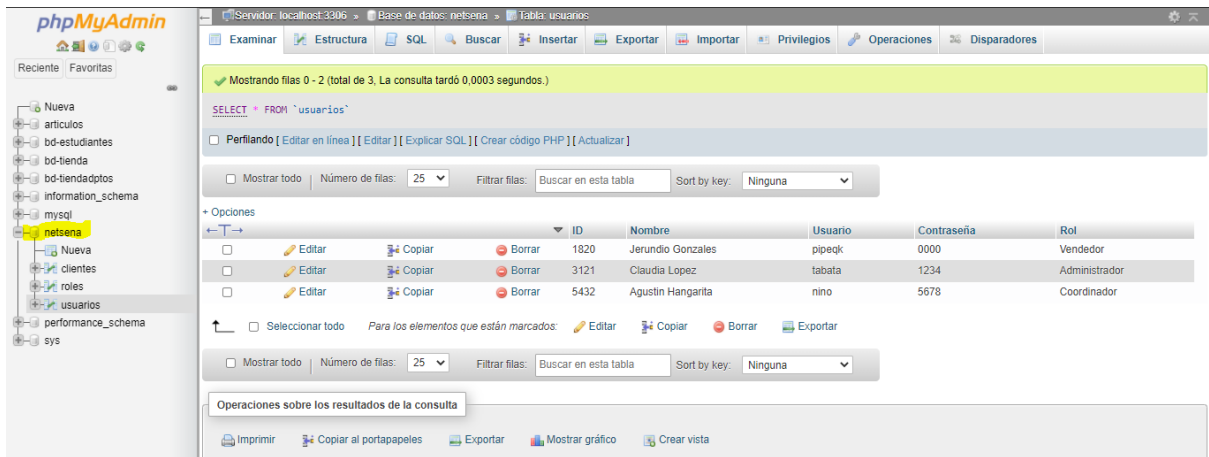 phpMyAdmin
Reciente Favoritas
Nueva
articulos
bd-estudiantes
bd-tienda
bd-tiendadptos
information_schema
mysql
netsena
Nueva
clientes
roles
usuarios
performance_schema
sys
Servidor: localhost:3306 » Base de datos: netsena » Tabla: usuarios
Examinar Estructura SQL Buscar Insertar Exportar Importar Privilegios Operaciones Disparadores
Mostrando filas 0 - 2 (total de 3, La consulta tardó 0,0003 segundos.)
SELECT * FROM `usuarios`
Perfilando [ Editar en línea ] [ Editar ] [ Explicar SQL ] [ Crear código PHP ] [ Actualizar ]
Mostrar todo | Número de filas: 25 Filtrar filas: Buscar en esta tabla Sort by key: Ninguna
+ Opciones
←T→ ▼ ID Nombre Usuario Contraseña Rol
Editar Copiar Borrar 1820 Jerundio Gonzales pipeqk 0000 Vendedor
Editar Copiar Borrar 3121 Claudia Lopez tabata 1234 Administrador
Editar Copiar Borrar 5432 Agustin Hangarita nino 5678 Coordinador
Seleccionar todo Para los elementos que están marcados: Editar Copiar Borrar Exportar
Mostrar todo | Número de filas: 25 Filtrar filas: Buscar en esta tabla Sort by key: Ninguna
Operaciones sobre los resultados de la consulta
Imprimir Copiar al portapapeles Exportar Mostrar gráfico Crear vista